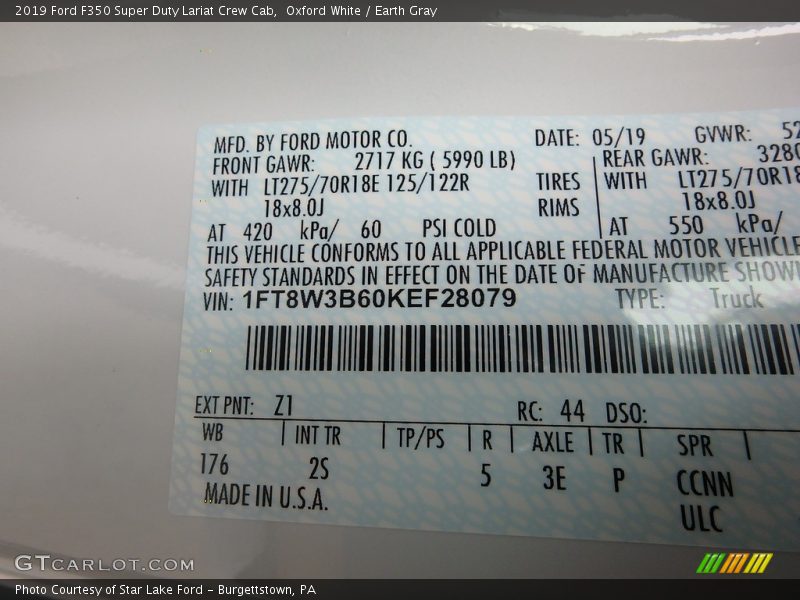 2019 Ford F350 Super Duty Lariat Crew Cab, Oxford White / Earth Gray
MFD. BY FORD MOTOR CO. DATE: 05/19 GVWR: 52
FRONT GAWR: 2717 KG ( 5990 LB) REAR GAWR: 3280
WITH LT275/70R18E 125/122R TIRES WITH LT275/70R18
18x8.0J RIMS 18x8.0J
AT 420 kPa/ 60 PSI COLD AT 550 kPa/
THIS VEHICLE CONFORMS TO ALL APPLICABLE FEDERAL MOTOR VEHICLE
SAFETY STANDARDS IN EFFECT ON THE DATE OF MANUFACTURE SHOWN
VIN: 1FT8W3B60KEF28079 TYPE: Truck
EXT PNT: Z1 RC: 44 DSO:
WB INT TR TP/PS R AXLE TR SPR
176 2S 5 3E P CCNN
MADE IN U.S.A. ULC
GTCARLOT.COM
Photo Courtesy of Star Lake Ford - Burgettstown, PA